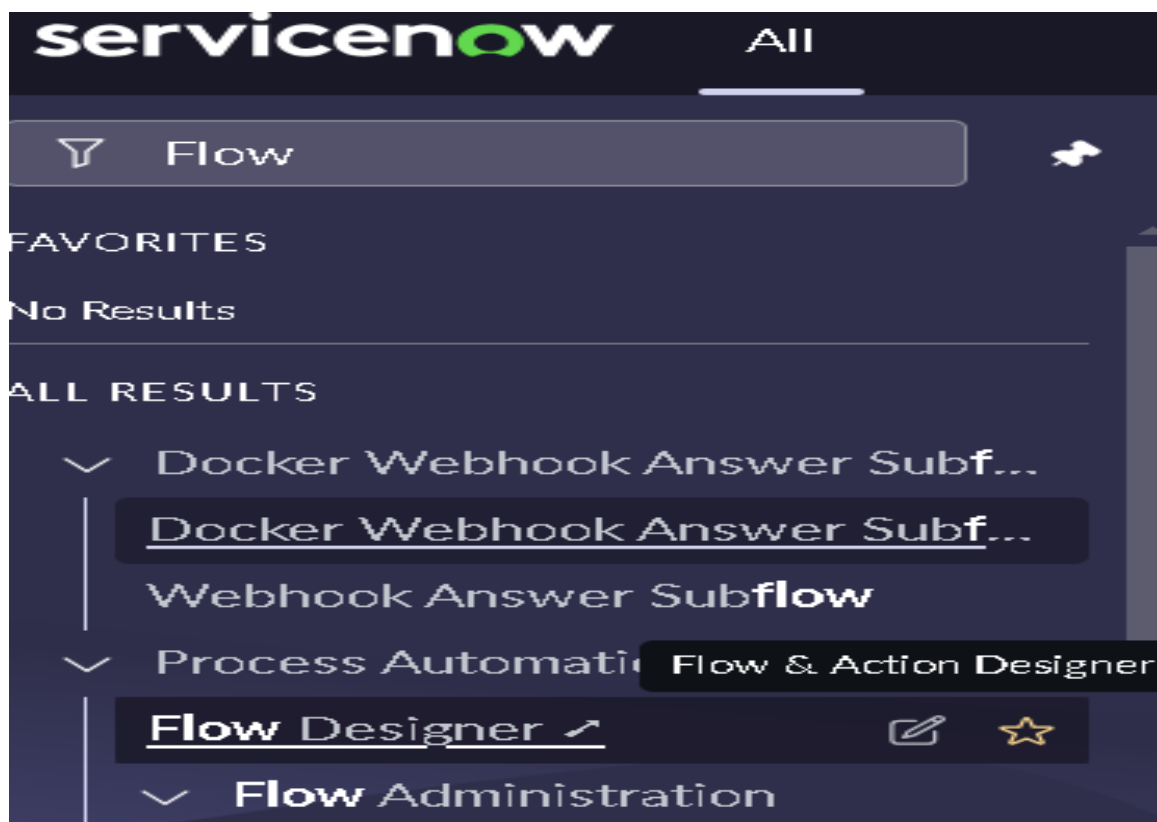 servicenow All
Flow
FAVORITES
No Results
ALL RESULTS
Docker Webhook Answer Subf...
Docker Webhook Answer Subf...
Webhook Answer Subflow
Process Automati Flow & Action Designer
Flow Designer ↗
Flow Administration